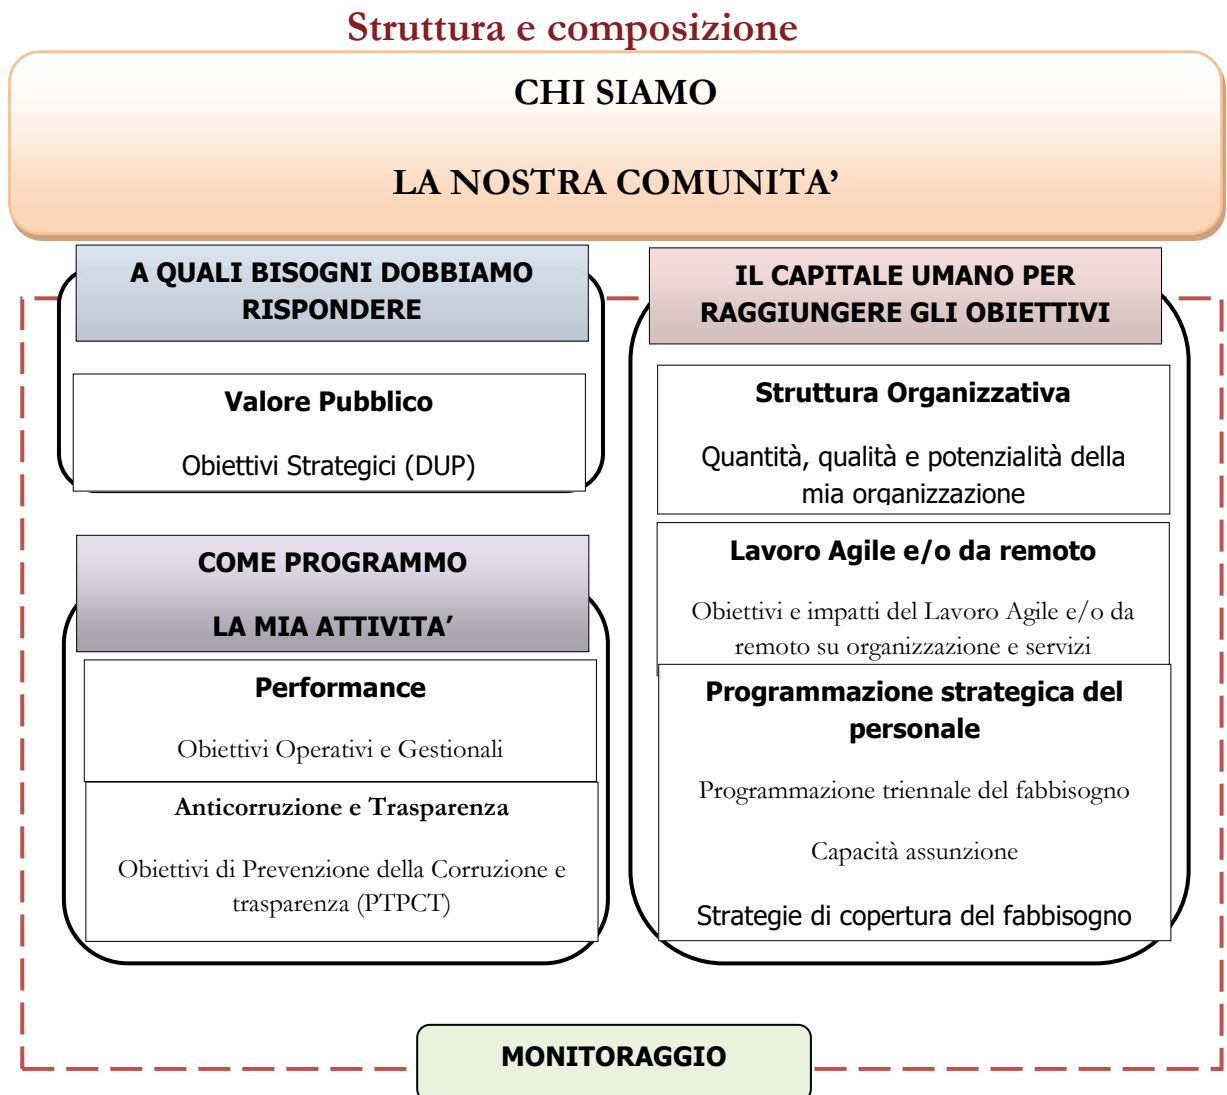 Struttura e composizione
CHI SIAMO
LA NOSTRA COMUNITA’
A QUALI BISOGNI DOBBIAMO
RISPONDERE
Valore Pubblico
Obiettivi Strategici (DUP)
COME PROGRAMMO
LA MIA ATTIVITA’
Performance
Obiettivi Operativi e Gestionali
Anticorruzione e Trasparenza
Obiettivi di Prevenzione della Corruzione e
trasparenza (PTPCT)
IL CAPITALE UMANO PER
RAGGIUNGERE GLI OBIETTIVI
Struttura Organizzativa
Quantità, qualità e potenzialità della
mia organizzazione
Lavoro Agile e/o da remoto
Obiettivi e impatti del Lavoro Agile e/o da
remoto su organizzazione e servizi
Programmazione strategica del
personale
Programmazione triennale del fabbisogno
Capacità assunzione
Strategie di copertura del fabbisogno
MONITORAGGIO